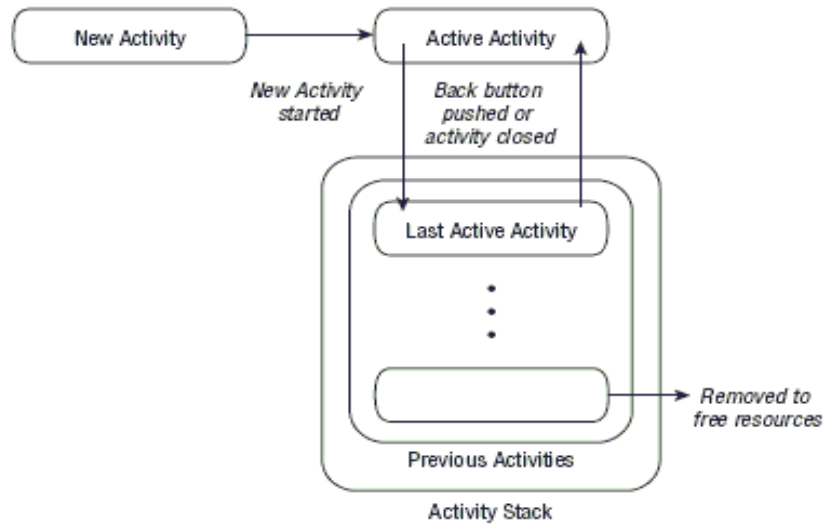 New Activity
Active Activity
New Activity
started
Back button
pushed or
activity closed
Last Active Activity
Removed to
free resources
Previous Activities
Activity Stack